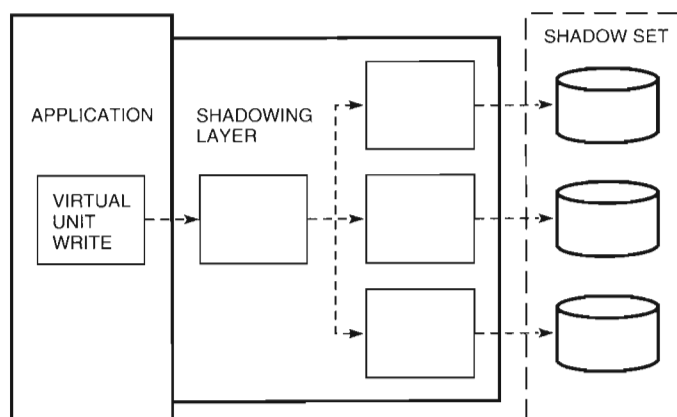 SHADOW SET
APPLICATION
SHADOWING
LAYER
VIRTUAL
UNIT
WRITE